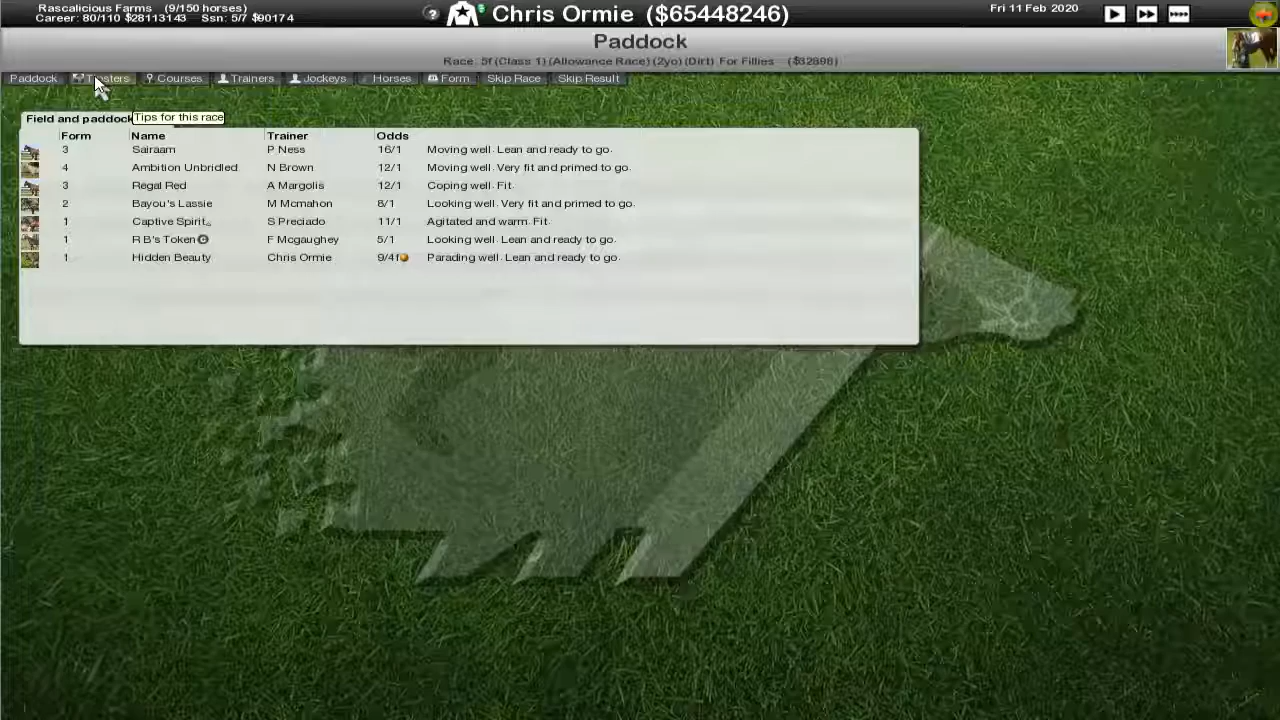 Rascalicious Farms (9/150 horses)
Career: 80/110 $28113143 Ssn: 5/7 $90174
? Chris Ormie ($65448246)
Fri 11 Feb 2020
Paddock
Race: 5f (Class 1) (Allowance Race) (2yo) (Dirt) For Fillies ($32898)
Paddock Tipsters Courses Trainers Jockeys Horses Form Skip Race Skip Result
Field and paddock
Tips for this race
Form Name Trainer Odds
3 Sairaam P Ness 16/1 Moving well. Lean and ready to go.
4 Ambition Unbridled N Brown 12/1 Moving well. Very fit and primed to go.
3 Regal Red A Margolis 12/1 Coping well. Fit.
2 Bayou's Lassie M Mcmahon 8/1 Looking well. Very fit and primed to go.
1 Captive Spirit S Preciado 11/1 Agitated and warm. Fit.
1 R B's Token C F Mcgaughey 5/1 Looking well. Lean and ready to go.
1 Hidden Beauty Chris Ormie 9/4f Parading well. Lean and ready to go.